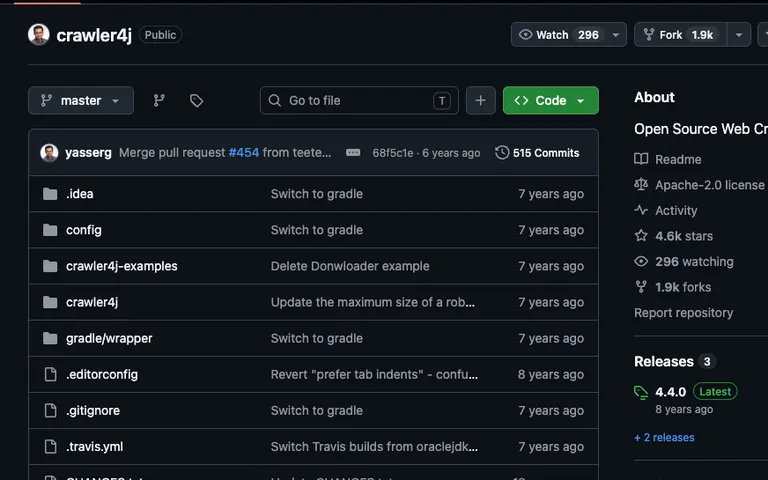 crawler4j Public Watch 296 Fork 1.9k
master Go to file T Code
yasserg Merge pull request #454 from teete... 68f5c1e · 6 years ago 515 Commits
.idea Switch to gradle 7 years ago
config Switch to gradle 7 years ago
crawler4j-examples Delete Donwloader example 7 years ago
crawler4j Update the maximum size of a rob... 7 years ago
gradle/wrapper Switch to gradle 7 years ago
.editorconfig Revert "prefer tab indents" - confu... 8 years ago
.gitignore Switch to gradle 7 years ago
.travis.yml Switch Travis builds from oraclejdk... 7 years ago
About
Open Source Web Cr
Readme
Apache-2.0 license
Activity
4.6k stars
296 watching
1.9k forks
Report repository
Releases 3
4.4.0 Latest
8 years ago
+ 2 releases